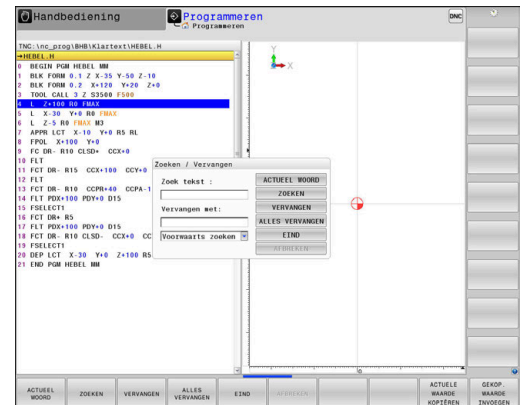 Handbediening
Programmeren
Programmeren
DNC
TNC:\nc_prog\BHB\Klartext\HEBEL.H
→HEBEL.H
0 BEGIN PGM HEBEL MM
1 BLK FORM 0.1 Z X-35 Y-50 Z-10
2 BLK FORM 0.2 X+120 Y+20 Z+0
3 TOOL CALL 3 Z S3500 F500
4 L Z+100 R0 FMAX
5 L X-30 Y+0 R0 FMAX
6 L Z-5 R0 FMAX M3
7 APPR LCT X-10 Y+0 R5 RL
8 FPOL X+100 Y+0
9 FC DR- R10 CLSD+ CCX+0
10 FLT
11 FCT DR- R15 CCX+100 CCY+0
12 FLT
13 FCT DR- R10 CCPR+40 CCPA-1
14 FLT PDX+100 PDY+0 D15
15 FSELECT1
16 FCT DR+ R5
17 FLT PDX+100 PDY+0 D15
18 FCT DR- R10 CLSD- CCX+0 CC
19 FSELECT1
20 DEP LCT X-30 Y+0 Z+100 R5
21 END PGM HEBEL MM
Y
X
Zoeken / Vervangen
Zoek tekst :
Vervangen met:
Voorwaarts zoeken
ACTUEEL WOORD
ZOEKEN
VERVANGEN
ALLES VERVANGEN
EIND
AFBREKEN
0
ACTUEEL
WOORD
ZOEKEN
VERVANGEN
ALLES
VERVANGEN
EIND
AFBREKEN
ACTUELE
WAARDE
KOPIËREN
GEKOP.
WAARDE
INVOEGEN